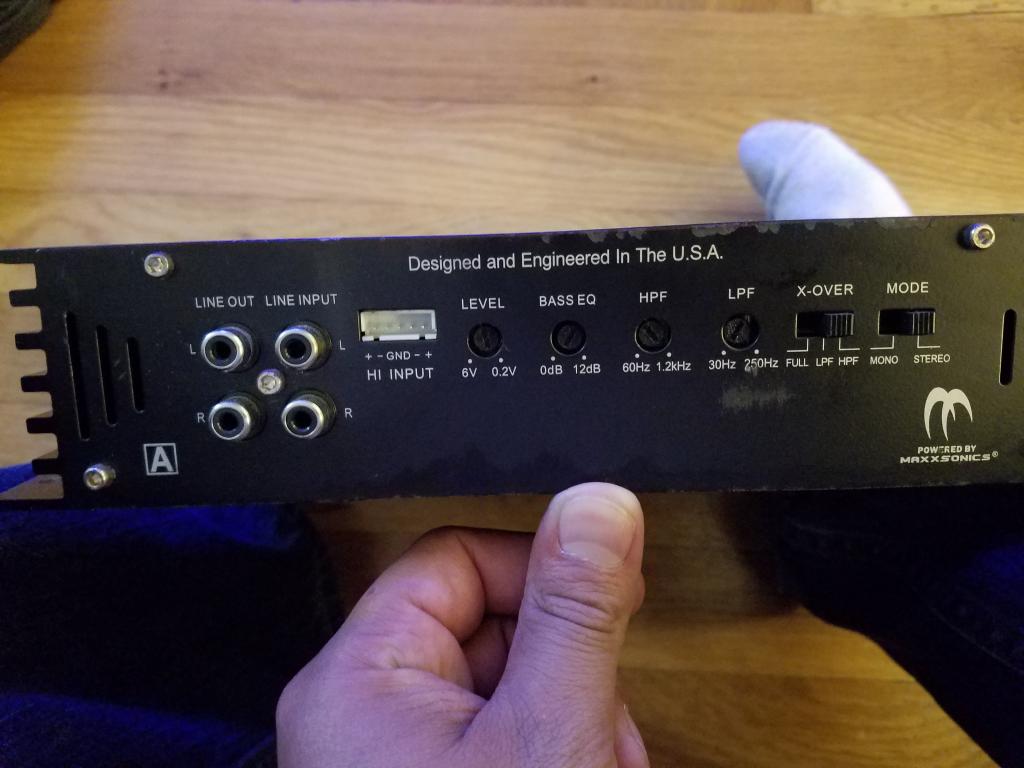 Designed and Engineered In The U.S.A.
LINE OUT LINE INPUT LEVEL BASS EQ HPF LPF X-OVER MODE
L L
+ - GND - +
HI INPUT
6V 0.2V 0dB 12dB 60Hz 1.2kHz 30Hz 250Hz FULL LPF HPF MONO STEREO
R R
A
POWERED BY
MAXXSONICS®